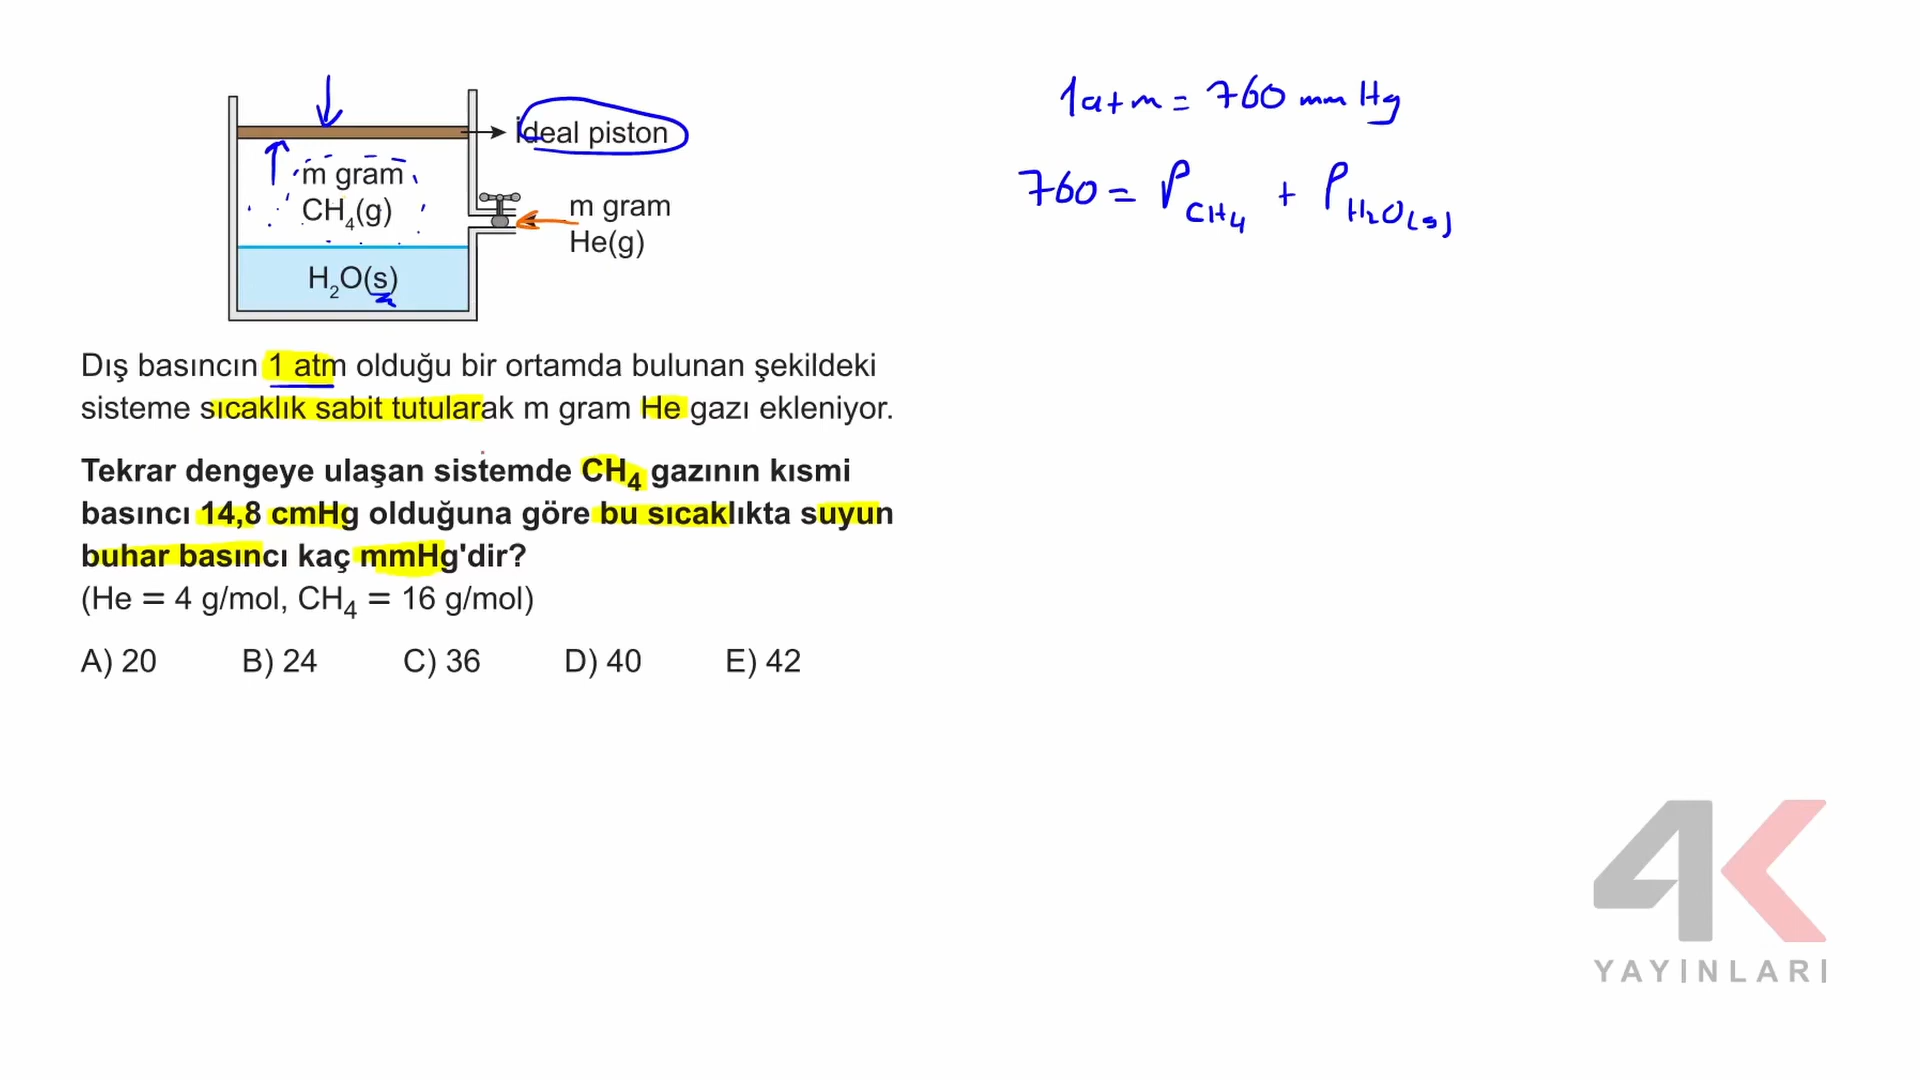 İdeal piston
m gram
CH₄(g)
m gram
He(g)
H₂O(s)
Dış basıncın 1 atm olduğu bir ortamda bulunan şekildeki
sisteme sıcaklık sabit tutularak m gram He gazı ekleniyor.
Tekrar dengeye ulaşan sistemde CH₄ gazının kısmi
basıncı 14,8 cmHg olduğuna göre bu sıcaklıkta suyun
buhar basıncı kaç mmHg'dir?
(He = 4 g/mol, CH₄ = 16 g/mol)
A) 20 B) 24 C) 36 D) 40 E) 42
1atm = 760 mmHg
760 = P CH₄ + P H₂O(s)
4K
YAYINLARI